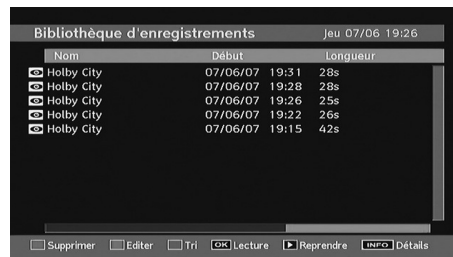 Bibliothèque d'enregistrements Jeu 07/06 19:26
Nom Début Longueur
Holby City 07/06/07 19:31 28s
Holby City 07/06/07 19:28 28s
Holby City 07/06/07 19:26 25s
Holby City 07/06/07 19:22 26s
Holby City 07/06/07 19:15 42s
Supprimer Editer Tri OK Lecture Reprendre INFO Détails